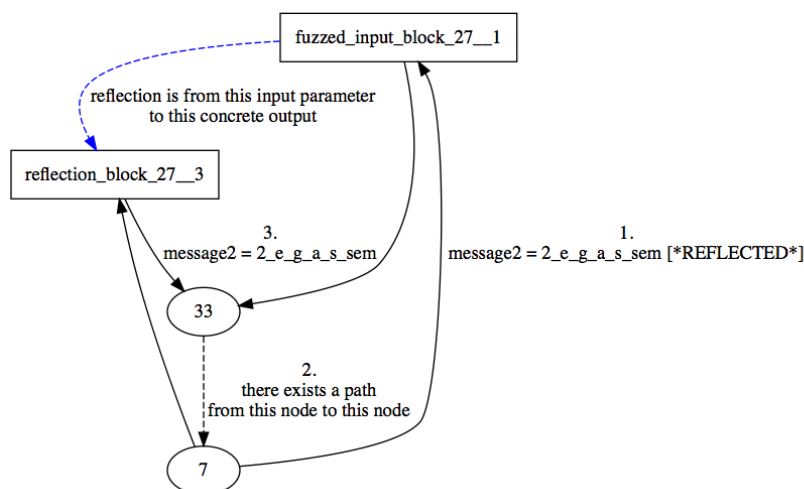 fuzzed_input_block_27__1
reflection is from this input parameter
to this concrete output
reflection_block_27__3
3.
message2 = 2_e_g_a_s_sem
1.
message2 = 2_e_g_a_s_sem [*REFLECTED*]
33
2.
there exists a path
from this node to this node
7